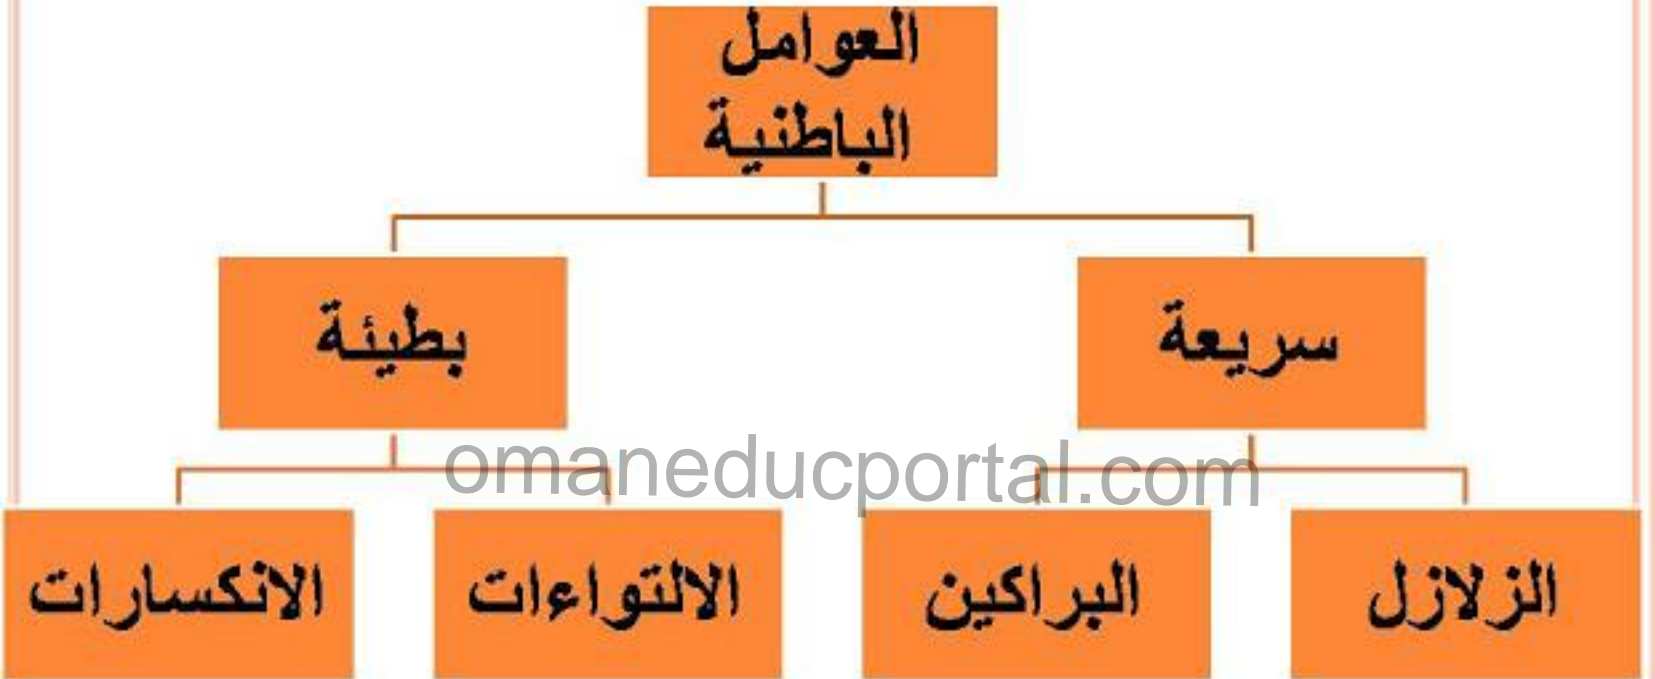 العوامل
الباطنية
سريعة
بطيئة
omaneducportal.com
الزلازل
البراكين
الالتواءات
الانكسارات